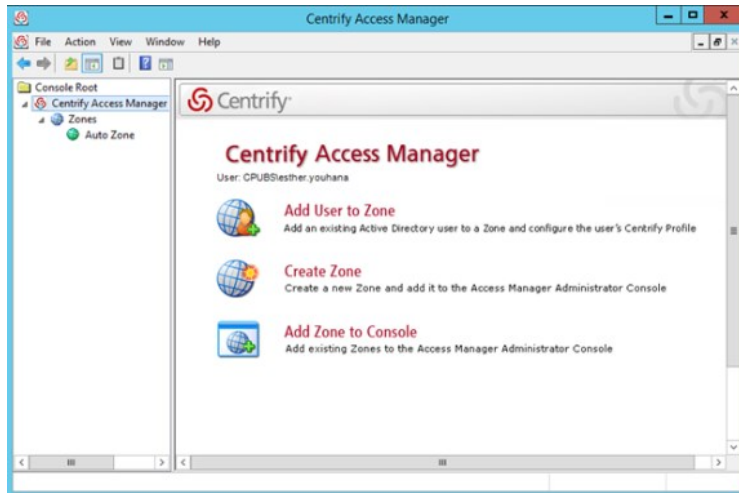 Centrify Access Manager
File Action View Window Help
Console Root
Centrify Access Manager
Zones
Auto Zone
Centrify
Centrify Access Manager
User: CPUBS\esther.youhana
Add User to Zone
Add an existing Active Directory user to a Zone and configure the user's Centrify Profile
Create Zone
Create a new Zone and add it to the Access Manager Administrator Console
Add Zone to Console
Add existing Zones to the Access Manager Administrator Console